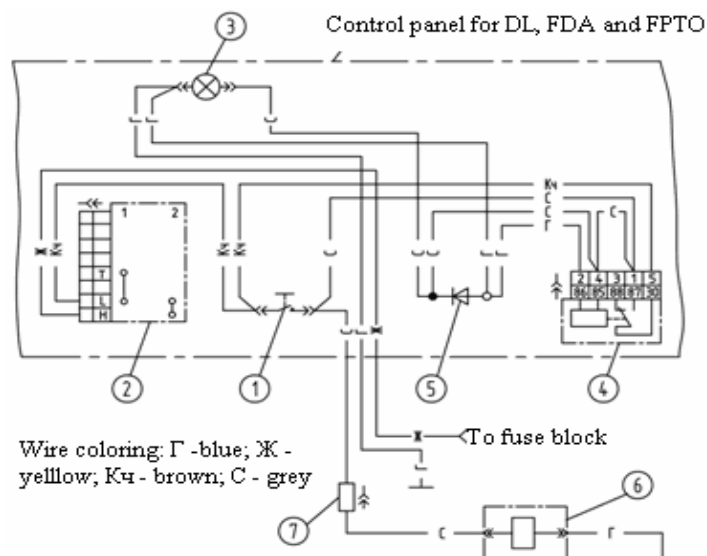 Control panel for DL, FDA and FPTO
3
Кч
С
С С
Г
1 2
Ж Кч Кч Кч С С Г Г
Т
L
H
2 4 3 1 5
86 85 88 87 30
2 1 5 4
С Г Ж
Ж To fuse block
Г
Wire coloring: Г -blue; Ж -
yelllow; Кч - brown; С - grey
7 С 6 Г